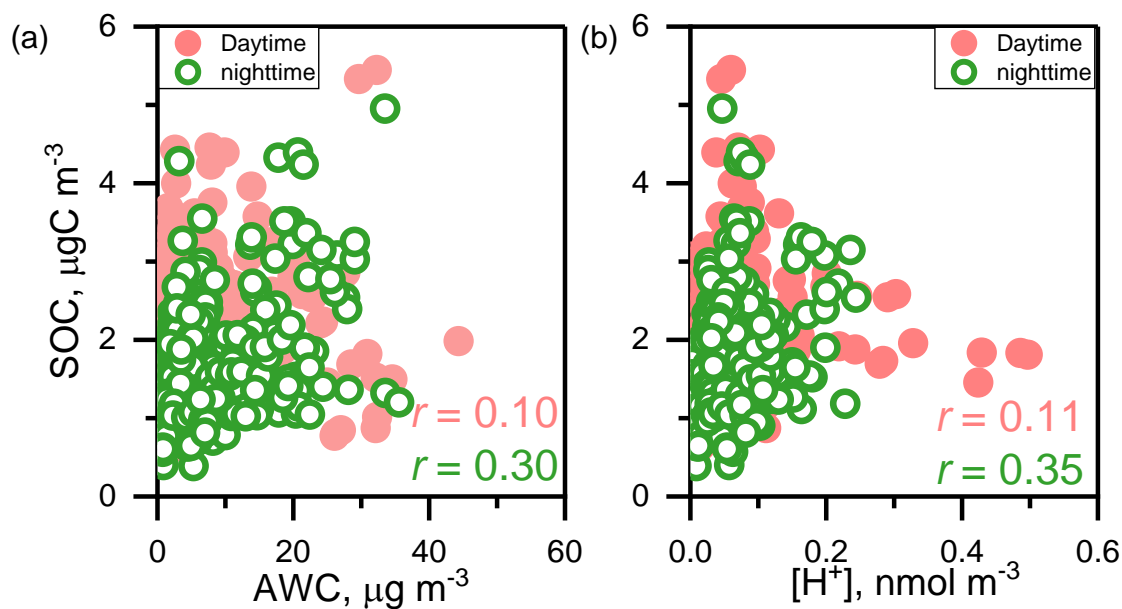 (a)
6
4
2
0
SOC, μgC m⁻³
Daytime
nighttime
r = 0.10
r = 0.30
0 20 40 60
AWC, μg m⁻³
(b)
6
4
2
0
Daytime
nighttime
r = 0.11
r = 0.35
0.0 0.2 0.4 0.6
[H⁺], nmol m⁻³